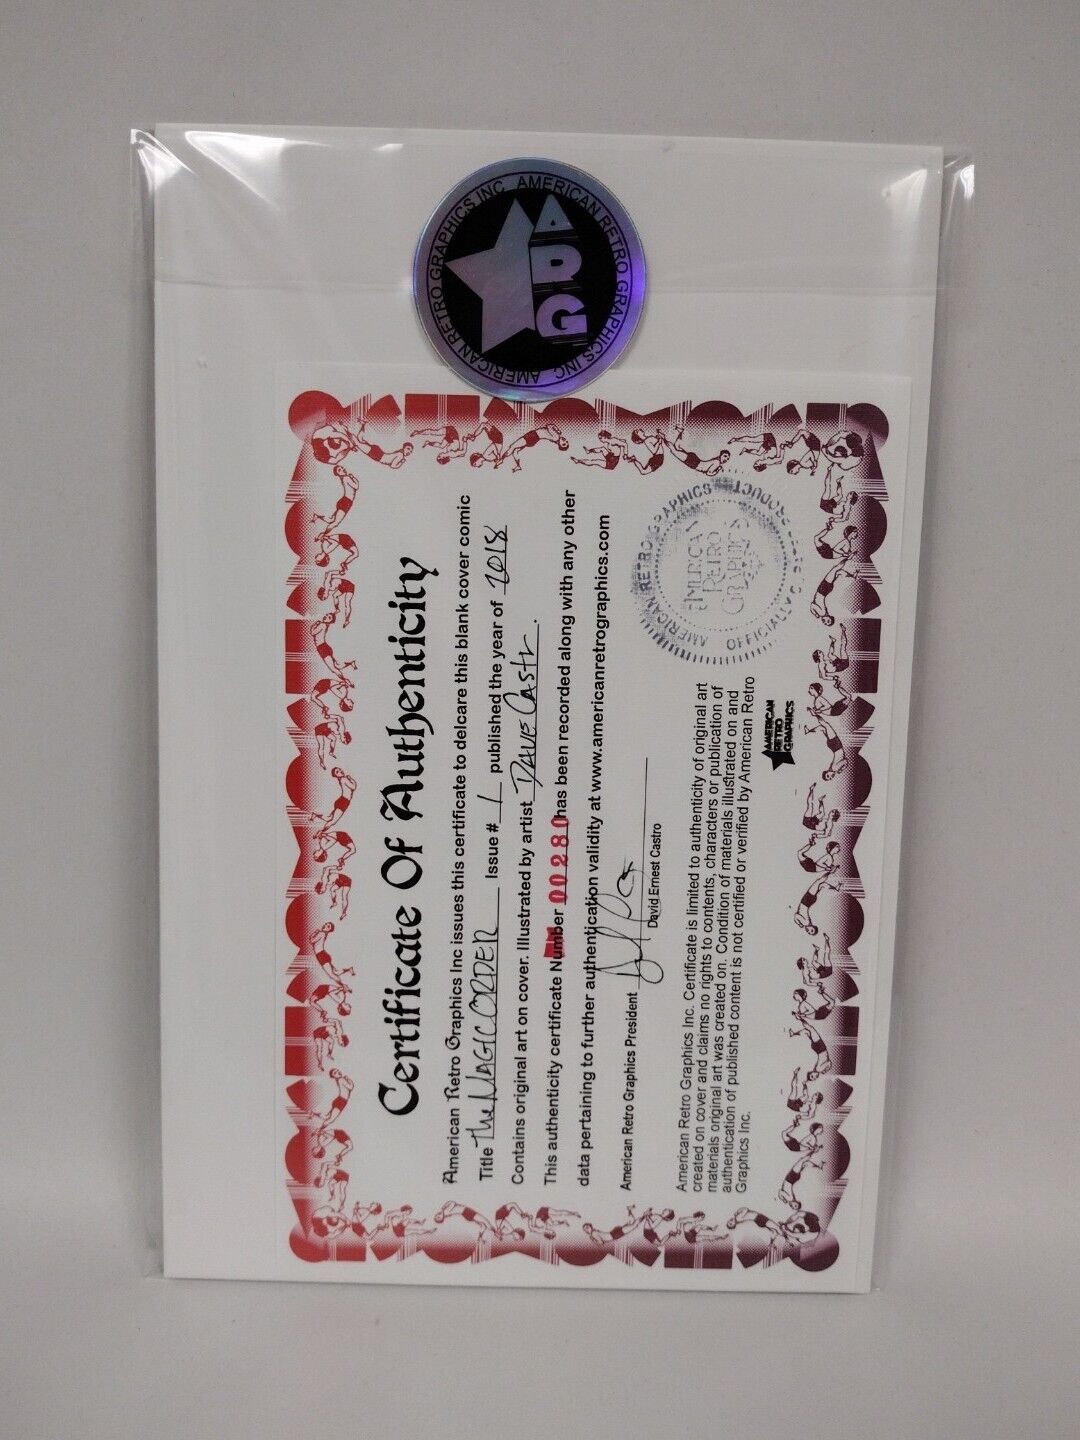 AMERICAN RETRO GRAPHICS INC. AMERICAN RETRO GRAPHICS INC.
ARG
Certificate Of Authenticity
American Retro Graphics Inc issues this certificate to delcare this blank cover comic
Title The MAGIC ORDER Issue # 1 published the year of 2018
Contains original art on cover. Illustrated by artist DAVE Castr.
This authenticity certificate Number 00280 has been recorded along with any other
data pertaining to further authentication validity at www.americanretrographics.com
American Retro Graphics President
David Ernest Castro
American Retro Graphics Inc. Certificate is limited to authenticity of original art
created on cover and claims no rights to contents, characters or publication of
materials original art was created on. Condition of materials illustrated on and
authentication of published content is not certified or verified by American Retro
Graphics Inc.
AMERICAN
RETRO
GRAPHICS
AMERICAN RETRO GRAPHICS
OFFICIAL
PRODUCT
AMERICAN
RETRO
GRAPHICS